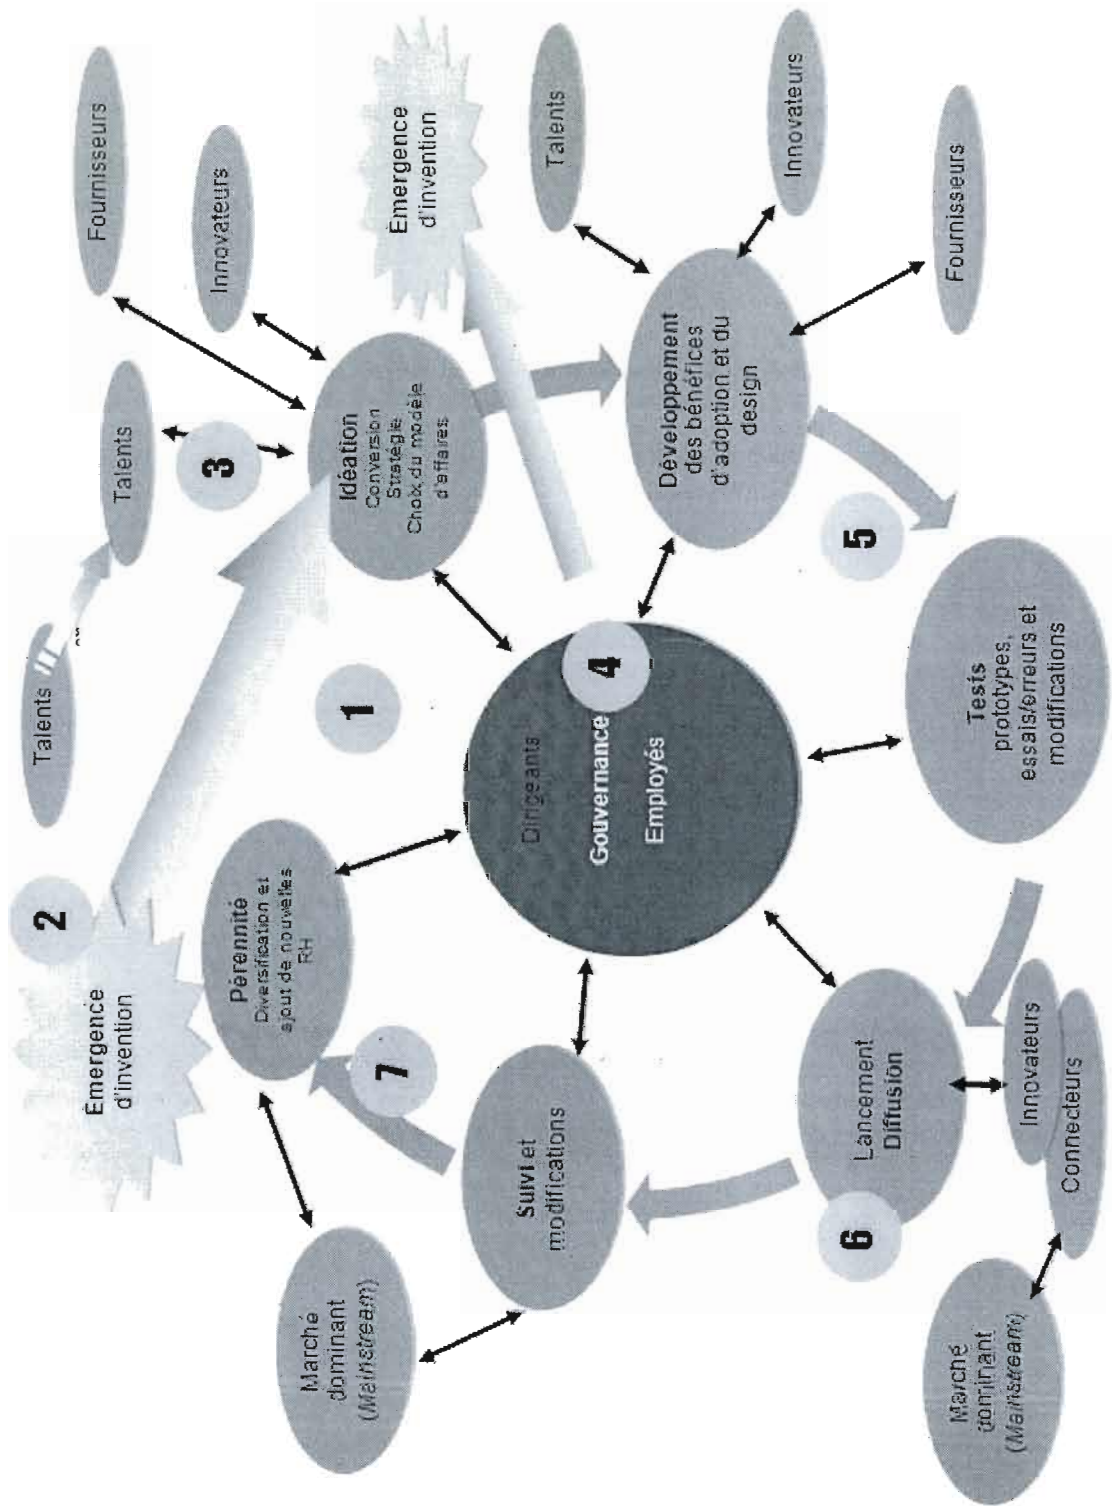 Talents
Talents
Fournisseurs
Innovateurs
2
3
Émergence
d'invention
Pérennité
Diversification et
ajout de nouvelles
RH
1
Idéation
Conversion
Stratégie
Choix du modèle
d'affaires
Émergence
d'invention
Marché
dominant
(Mainstream)
7
Dirigeants
Gouvernance
4
Employés
Développement
des bénéfices
d'adoption et du
design
Talents
Innovateurs
Fournisseurs
Suivi et
modifications
5
Lancement
Diffusion
6
Tests
prototypes,
essais/erreurs et
modifications
Innovateurs
Connecteurs
Marché
dominant
(Mainstream)